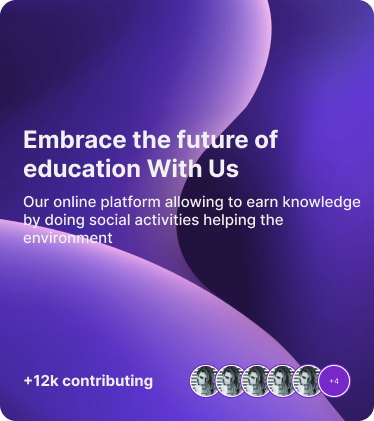 Embrace the future of
education With Us
Our online platform allowing to earn knowledge
by doing social activities helping the
environment
+12k contributing
+4